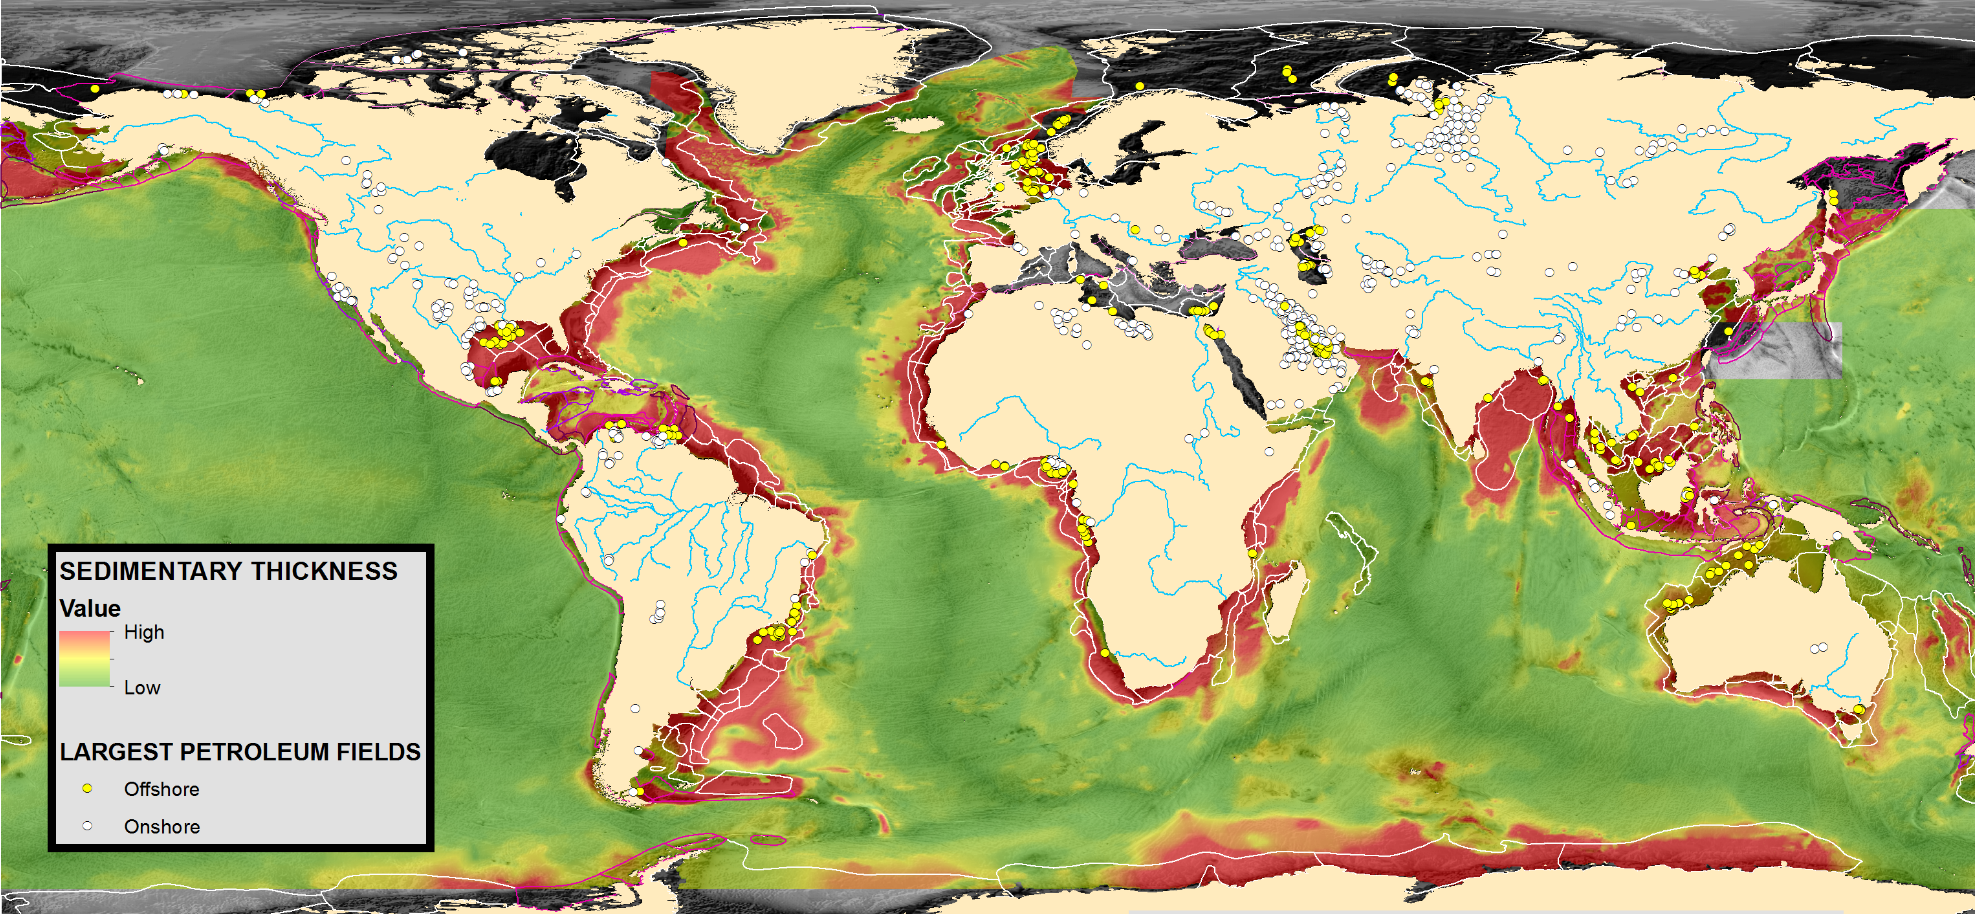 SEDIMENTARY THICKNESS
Value
High
Low
LARGEST PETROLEUM FIELDS
Offshore
Onshore